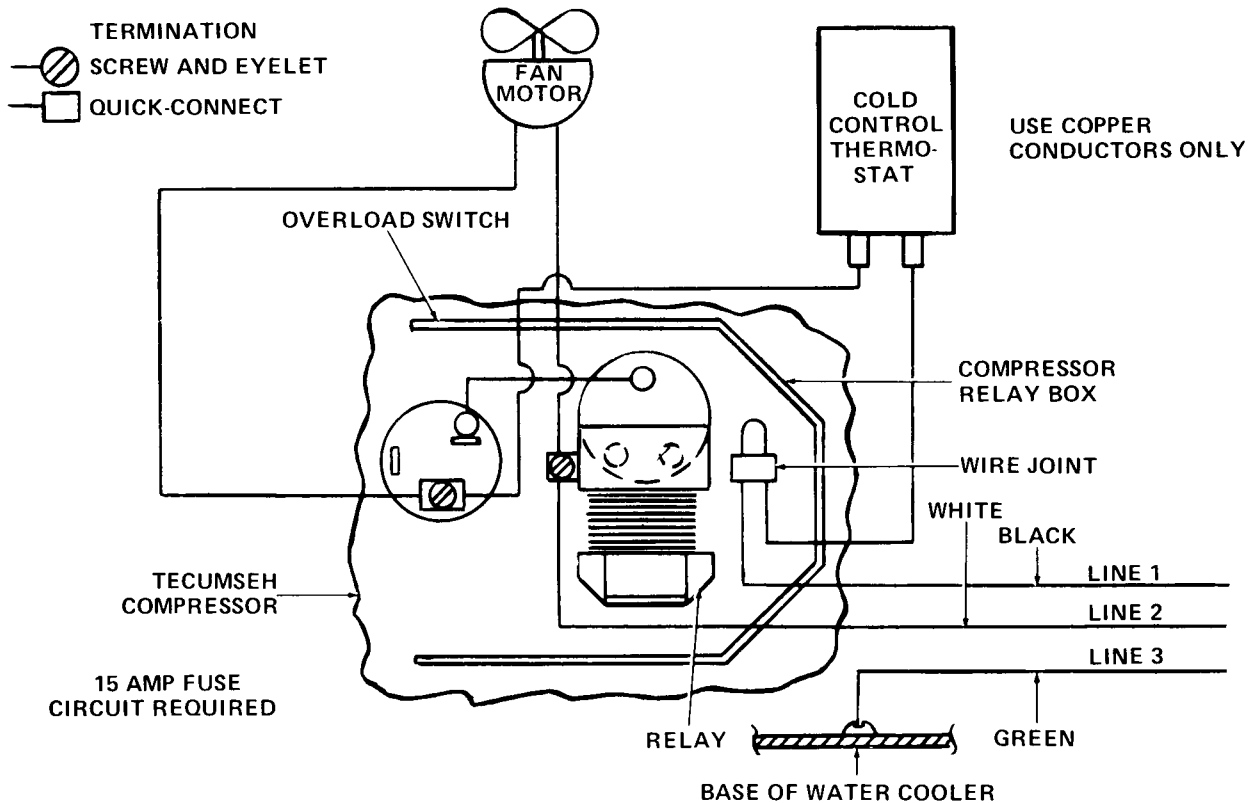 TERMINATION
SCREW AND EYELET
QUICK-CONNECT
FAN
MOTOR
COLD
CONTROL
THERMO-
STAT
USE COPPER
CONDUCTORS ONLY
OVERLOAD SWITCH
COMPRESSOR
RELAY BOX
WIRE JOINT
WHITE
BLACK
LINE 1
LINE 2
LINE 3
TECUMSEH
COMPRESSOR
15 AMP FUSE
CIRCUIT REQUIRED
RELAY
GREEN
BASE OF WATER COOLER